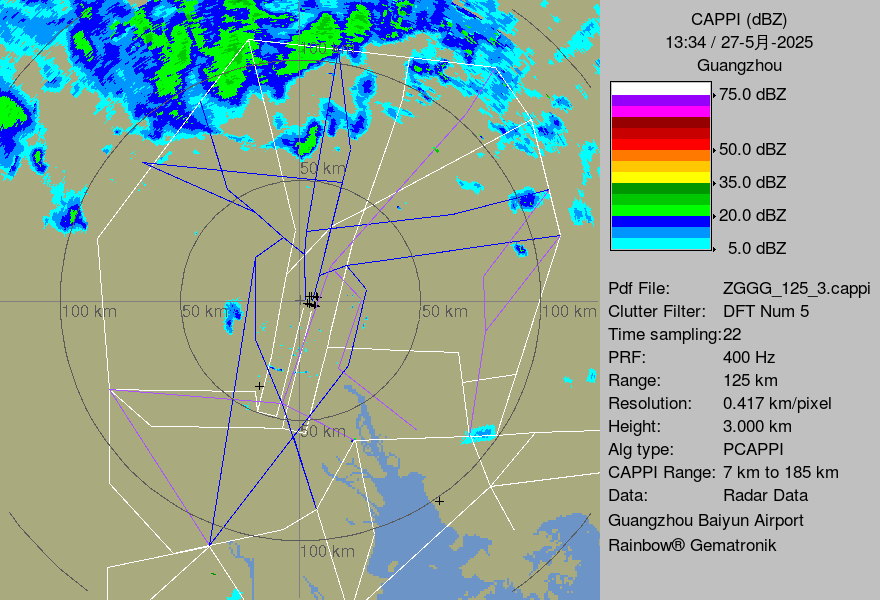 CAPPI (dBZ)
13:34 / 27-5月-2025
Guangzhou
75.0 dBZ
50.0 dBZ
35.0 dBZ
20.0 dBZ
5.0 dBZ
Pdf File: ZGGG_125_3.cappi
Clutter Filter: DFT Num 5
Time sampling:22
PRF: 400 Hz
Range: 125 km
Resolution: 0.417 km/pixel
Height: 3.000 km
Alg type: PCAPPI
CAPPI Range: 7 km to 185 km
Data: Radar Data
Guangzhou Baiyun Airport
Rainbow® Gematronik
100 km
50 km
100 km 50 km 50 km 100 km
50 km
100 km